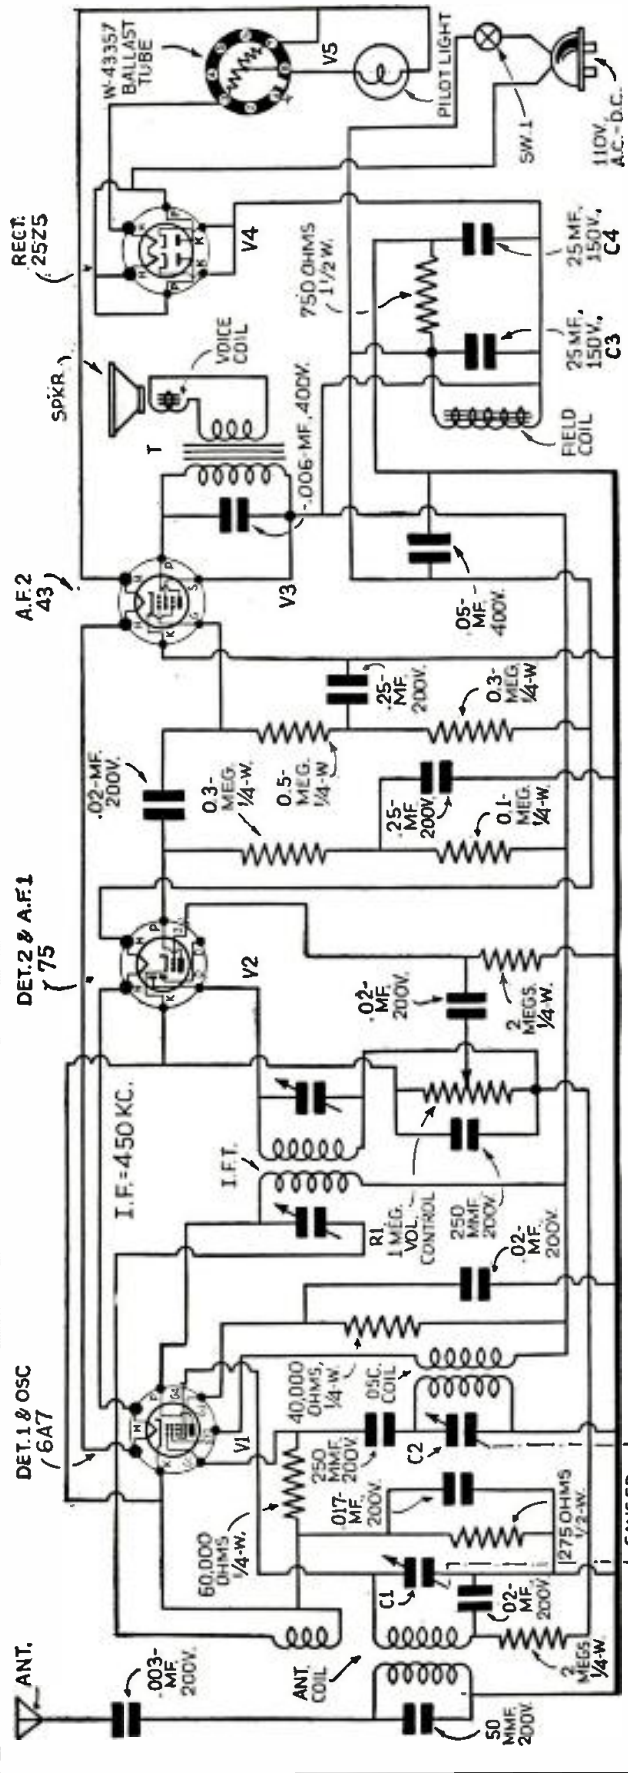 ANT.
.003-
MF.
200V.
50
MMF.
200V.
ANT.
COIL
DET.1 & OSC
6A7
V1
60,000
OHMS
1/4-W.
C1
2
MEGS.
1/4-W.
.02-
MF.
200V.
.017-
MF.
200V.
275 OHMS
1/2-W.
250
MMF.
200V.
C2
OSC.
COIL
40,000
OHMS,
1/4-W.
.02-
MF.
200V.
I.F.=450 KC.
I.F.T.
R1
1 MEG.
VOL.
CONTROL
250
MMF.
200V.
DET.2 & A.F.1
75
V2
.02-
MF.
200V.
2
MEGS.
1/4-W.
.02-MF.
200V.
0.3-
MEG.
1/4-W.
0.5-
MEG.
1/4-W.
.25-
MF.
200V.
0.1-
MEG.
1/4-W.
.25-
MF.
200V.
0.3-
MEG.
1/4-W.
A.F.2
43
V3
.05-
MF.
400V.
.006-MF., 400V.
T
SPKR.
VOICE
COIL
FIELD
COIL
RECT.
25Z5
V4
750 OHMS
1 1/2 W.
25 MF.,
150V.,
C3
25 MF.,
150V.,
C4
W-43357
BALLAST
TUBE
V5
PILOT LIGHT
SW.1
110V.,
A.C.-D.C.